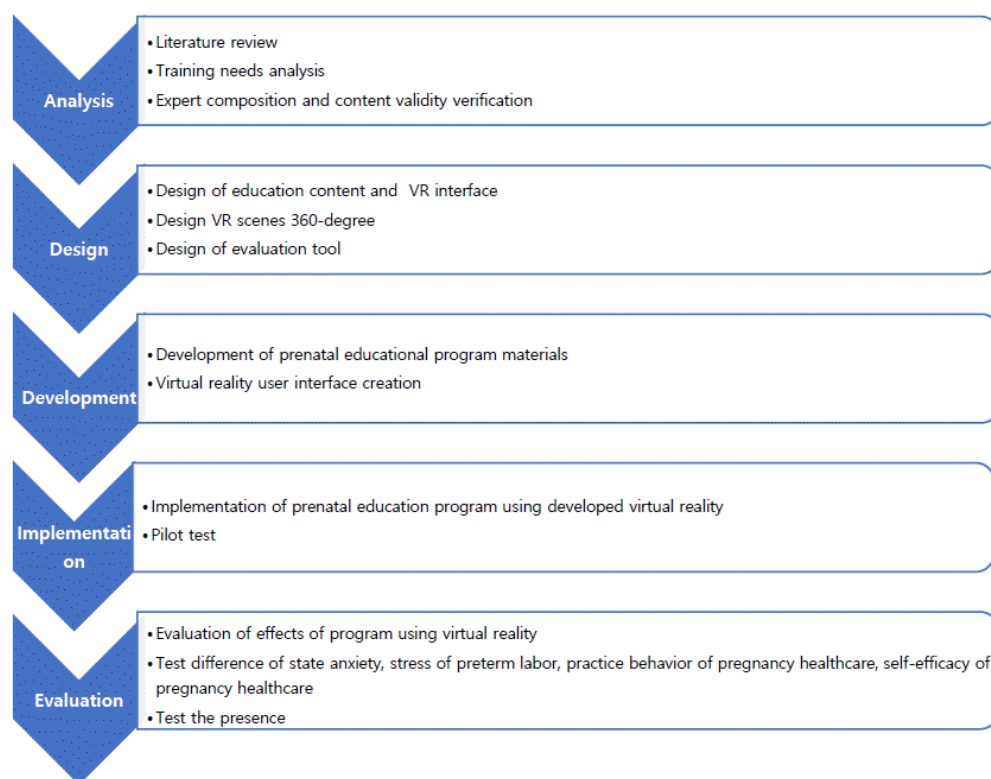 • Literature review
• Training needs analysis
Analysis
• Expert composition and content validity verification
• Design of education content and VR interface
• Design VR scenes 360-degree
Design
• Design of evaluation tool
• Development of prenatal educational program materials
• Virtual reality user interface creation
Development
• Implementation of prenatal education program using developed virtual reality
Implementati
on
• Pilot test
• Evaluation of effects of program using virtual reality
• Test difference of state anxiety, stress of preterm labor, practice behavior of pregnancy healthcare, self-efficacy of
pregnancy healthcare
Evaluation
• Test the presence